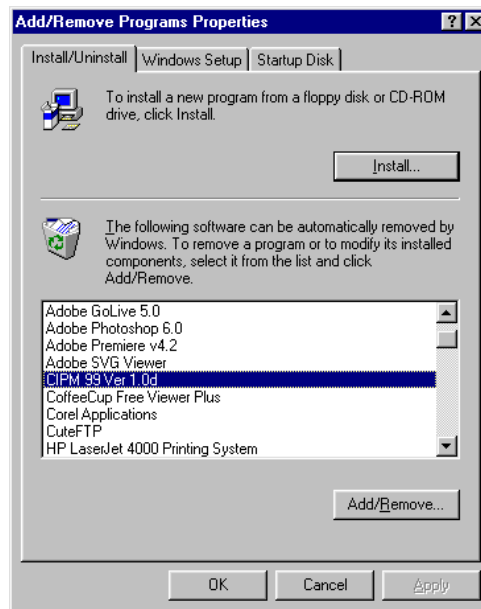 Add/Remove Programs Properties
Install/Uninstall
Windows Setup
Startup Disk
To install a new program from a floppy disk or CD-ROM
drive, click Install.
Install...
The following software can be automatically removed by
Windows. To remove a program or to modify its installed
components, select it from the list and click
Add/Remove.
Adobe GoLive 5.0
Adobe Photoshop 6.0
Adobe Premiere v4.2
Adobe SVG Viewer
CIPM 99 Ver 1.0d
CoffeeCup Free Viewer Plus
Corel Applications
CuteFTP
HP LaserJet 4000 Printing System
Add/Remove...
OK
Cancel
Apply